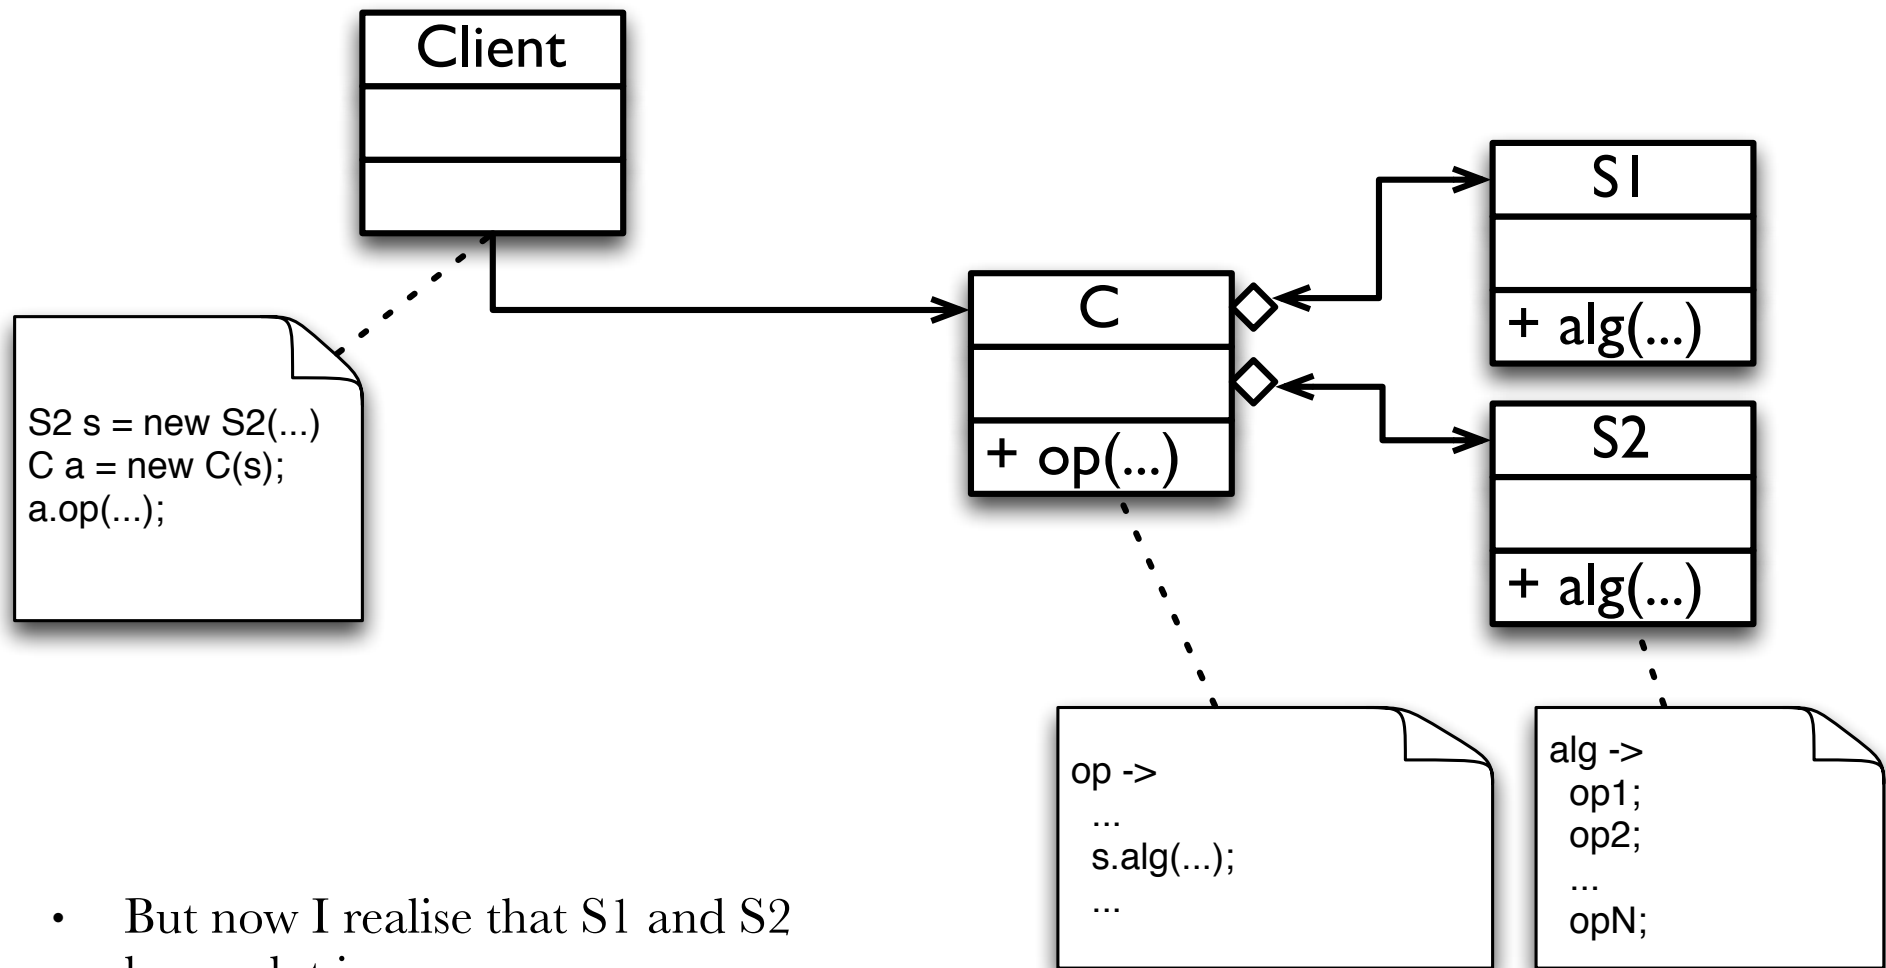 Client
S1
+ alg(...)
C
+ op(...)
S2
+ alg(...)
S2 s = new S2(...)
C a = new C(s);
a.op(...);
op ->
...
s.alg(...);
...
alg ->
op1;
op2;
...
opN;
• But now I realise that S1 and S2